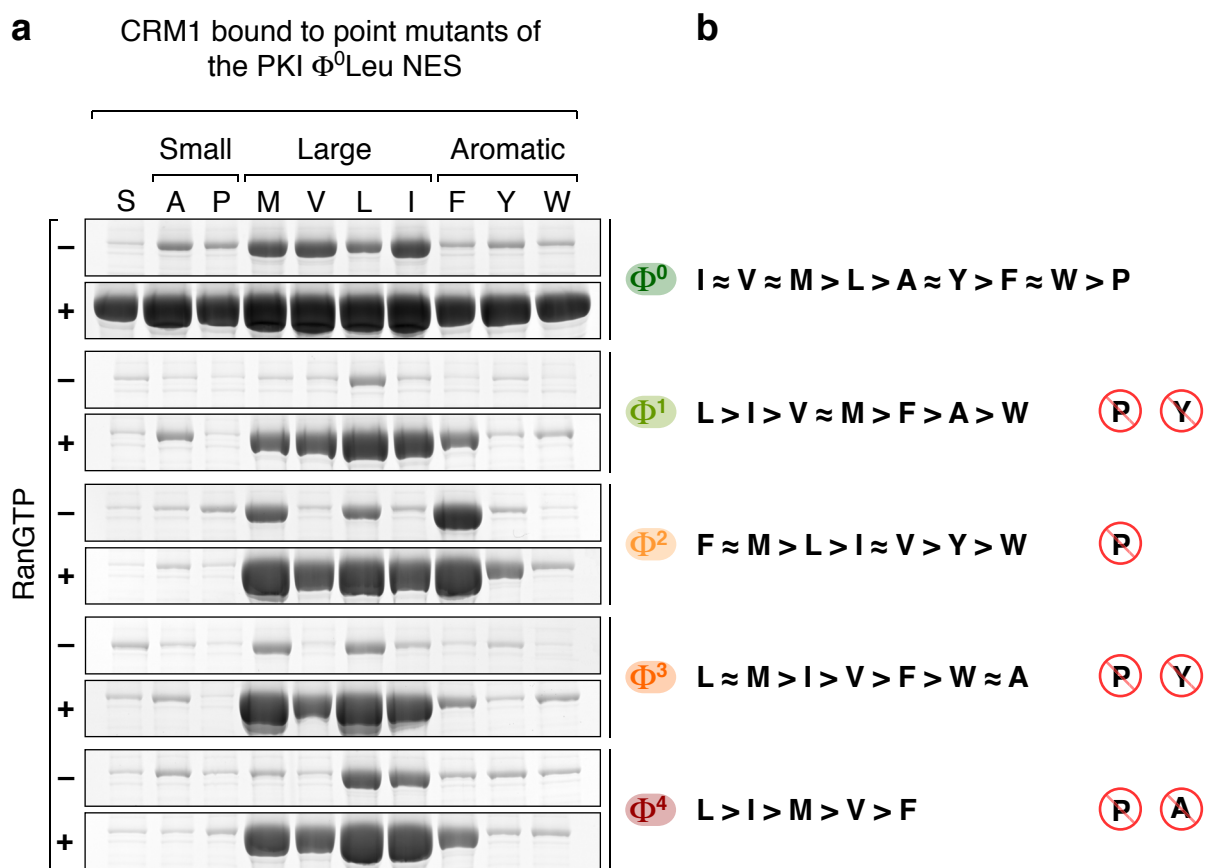 a
CRM1 bound to point mutants of
the PKI Φ⁰Leu NES
Small Large Aromatic
S A P M V L I F Y W
RanGTP
−
+
−
+
−
+
−
+
−
+
b
Φ⁰ I ≈ V ≈ M > L > A ≈ Y > F ≈ W > P
Φ¹ L > I > V ≈ M > F > A > W P Y
Φ² F ≈ M > L > I ≈ V > Y > W P
Φ³ L ≈ M > I > V > F > W ≈ A P Y
Φ⁴ L > I > M > V > F P A